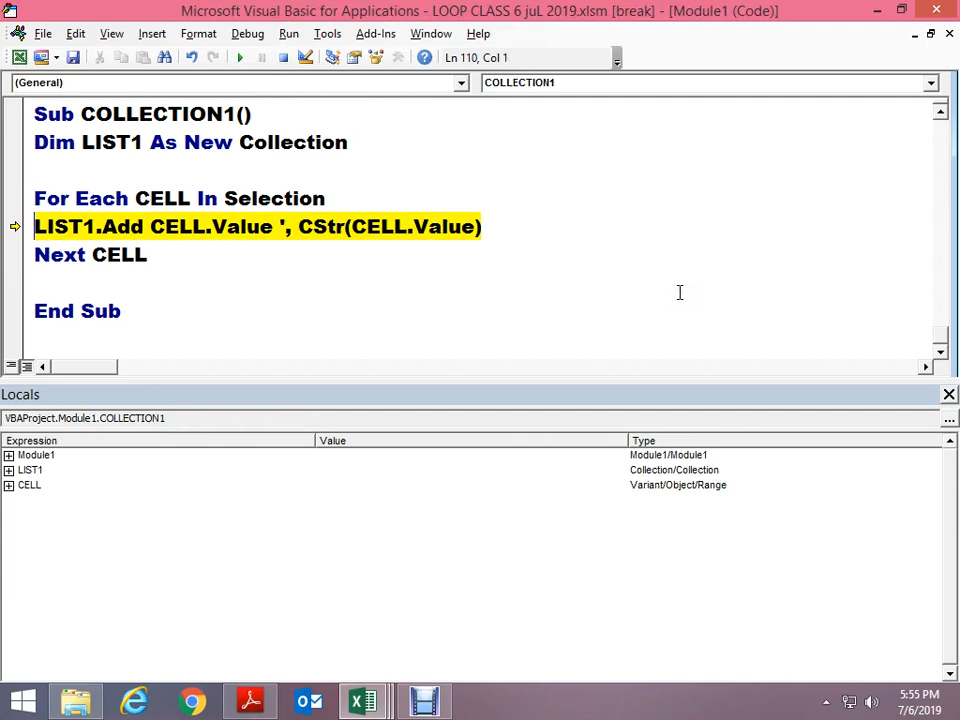 Microsoft Visual Basic for Applications - LOOP CLASS 6 juL 2019.xlsm [break] - [Module1 (Code)]
File Edit View Insert Format Debug Run Tools Add-Ins Window Help
Ln 110, Col 1
(General) COLLECTION1
Sub COLLECTION1()
Dim LIST1 As New Collection
For Each CELL In Selection
LIST1.Add CELL.Value ', CStr(CELL.Value)
Next CELL
End Sub
Locals
VBAProject.Module1.COLLECTION1
...
Expression Value Type
Module1 Module1/Module1
LIST1 Collection/Collection
CELL Variant/Object/Range
5:55 PM
7/6/2019